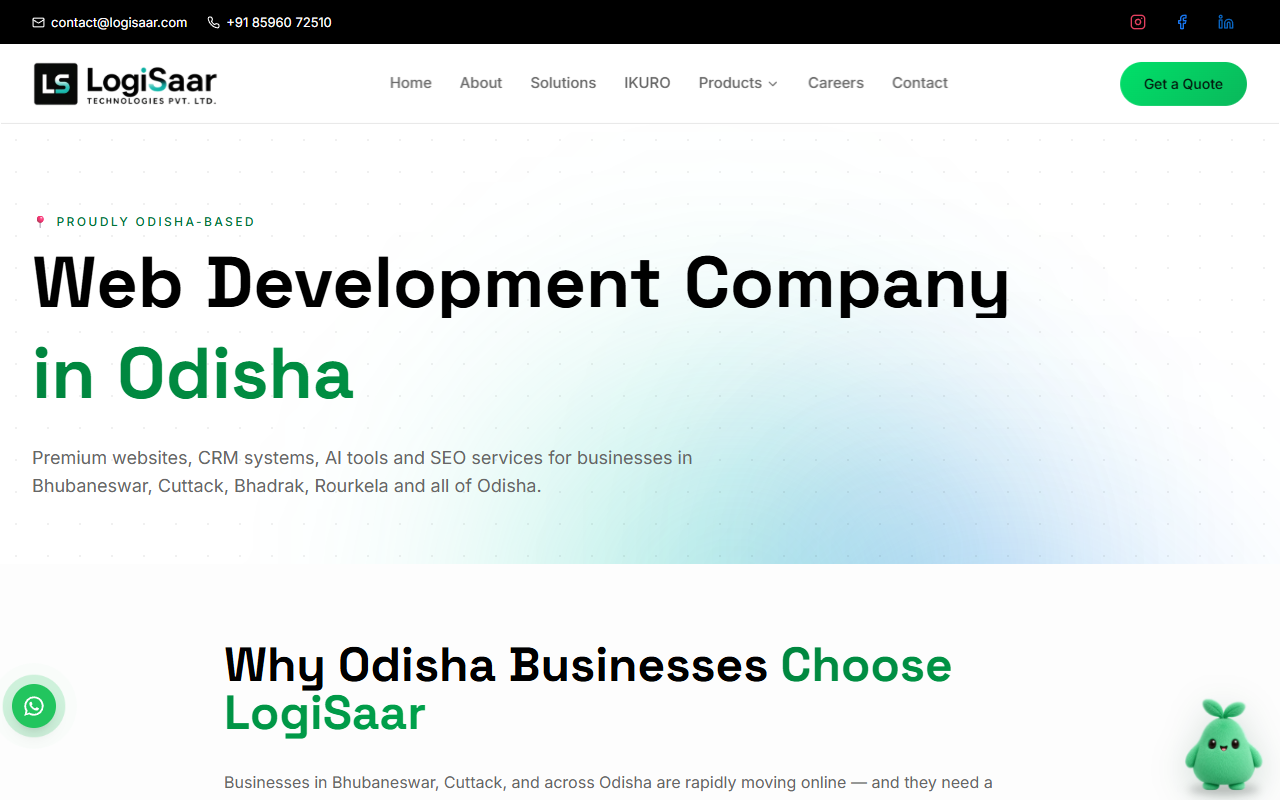 contact@logisaar.com +91 85960 72510
LS LogiSaar
TECHNOLOGIES PVT. LTD.
Home About Solutions IKURO Products Careers Contact
Get a Quote
PROUDLY ODISHA-BASED
Web Development Company
in Odisha
Premium websites, CRM systems, AI tools and SEO services for businesses in
Bhubaneswar, Cuttack, Bhadrak, Rourkela and all of Odisha.
Why Odisha Businesses Choose
LogiSaar
Businesses in Bhubaneswar, Cuttack, and across Odisha are rapidly moving online — and they need a